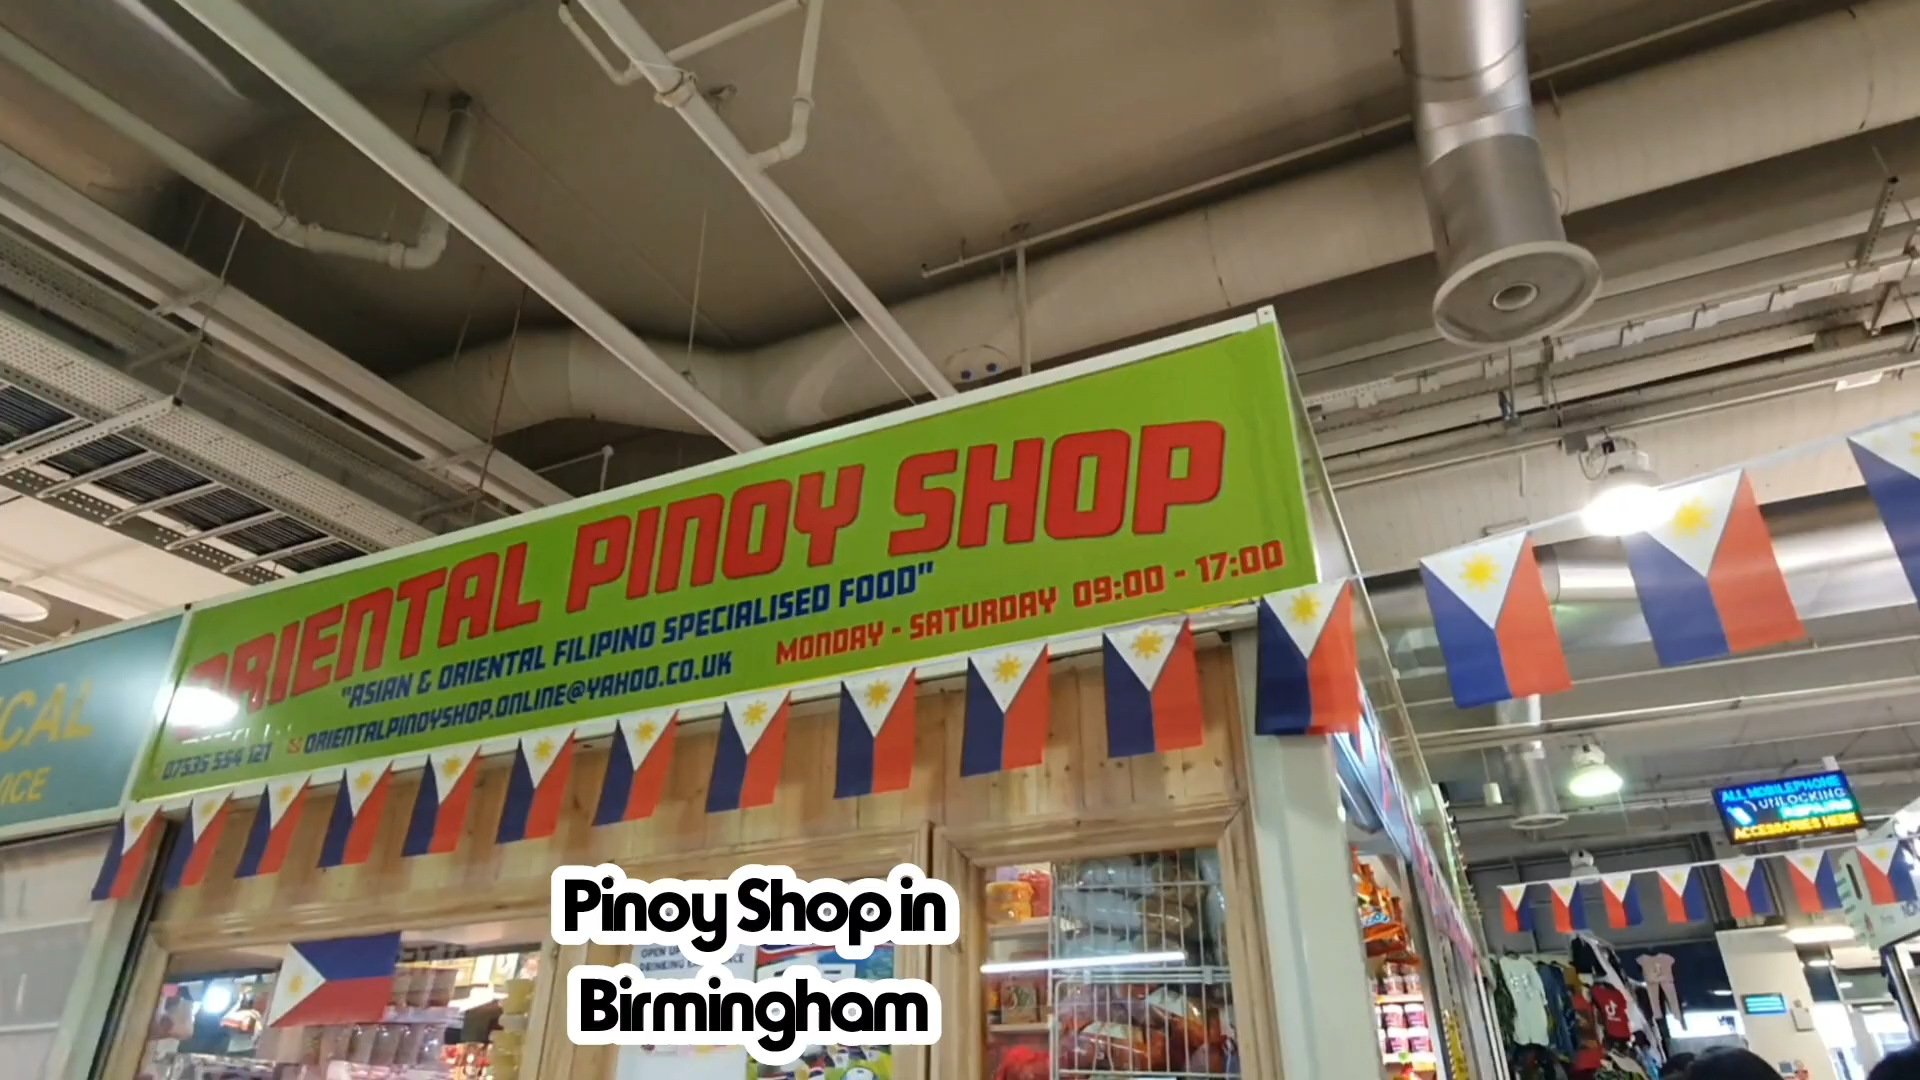 ORIENTAL PINOY SHOP
"ASIAN & ORIENTAL FILIPINO SPECIALISED FOOD"
07535 554 121 ORIENTALPINOYSHOP.ONLINE@YAHOO.CO.UK
MONDAY - SATURDAY 09:00 - 17:00
ALL MOBILEPHONE
UNLOCKING
ACCESSORIES HERE
Pinoy Shop in
Birmingham